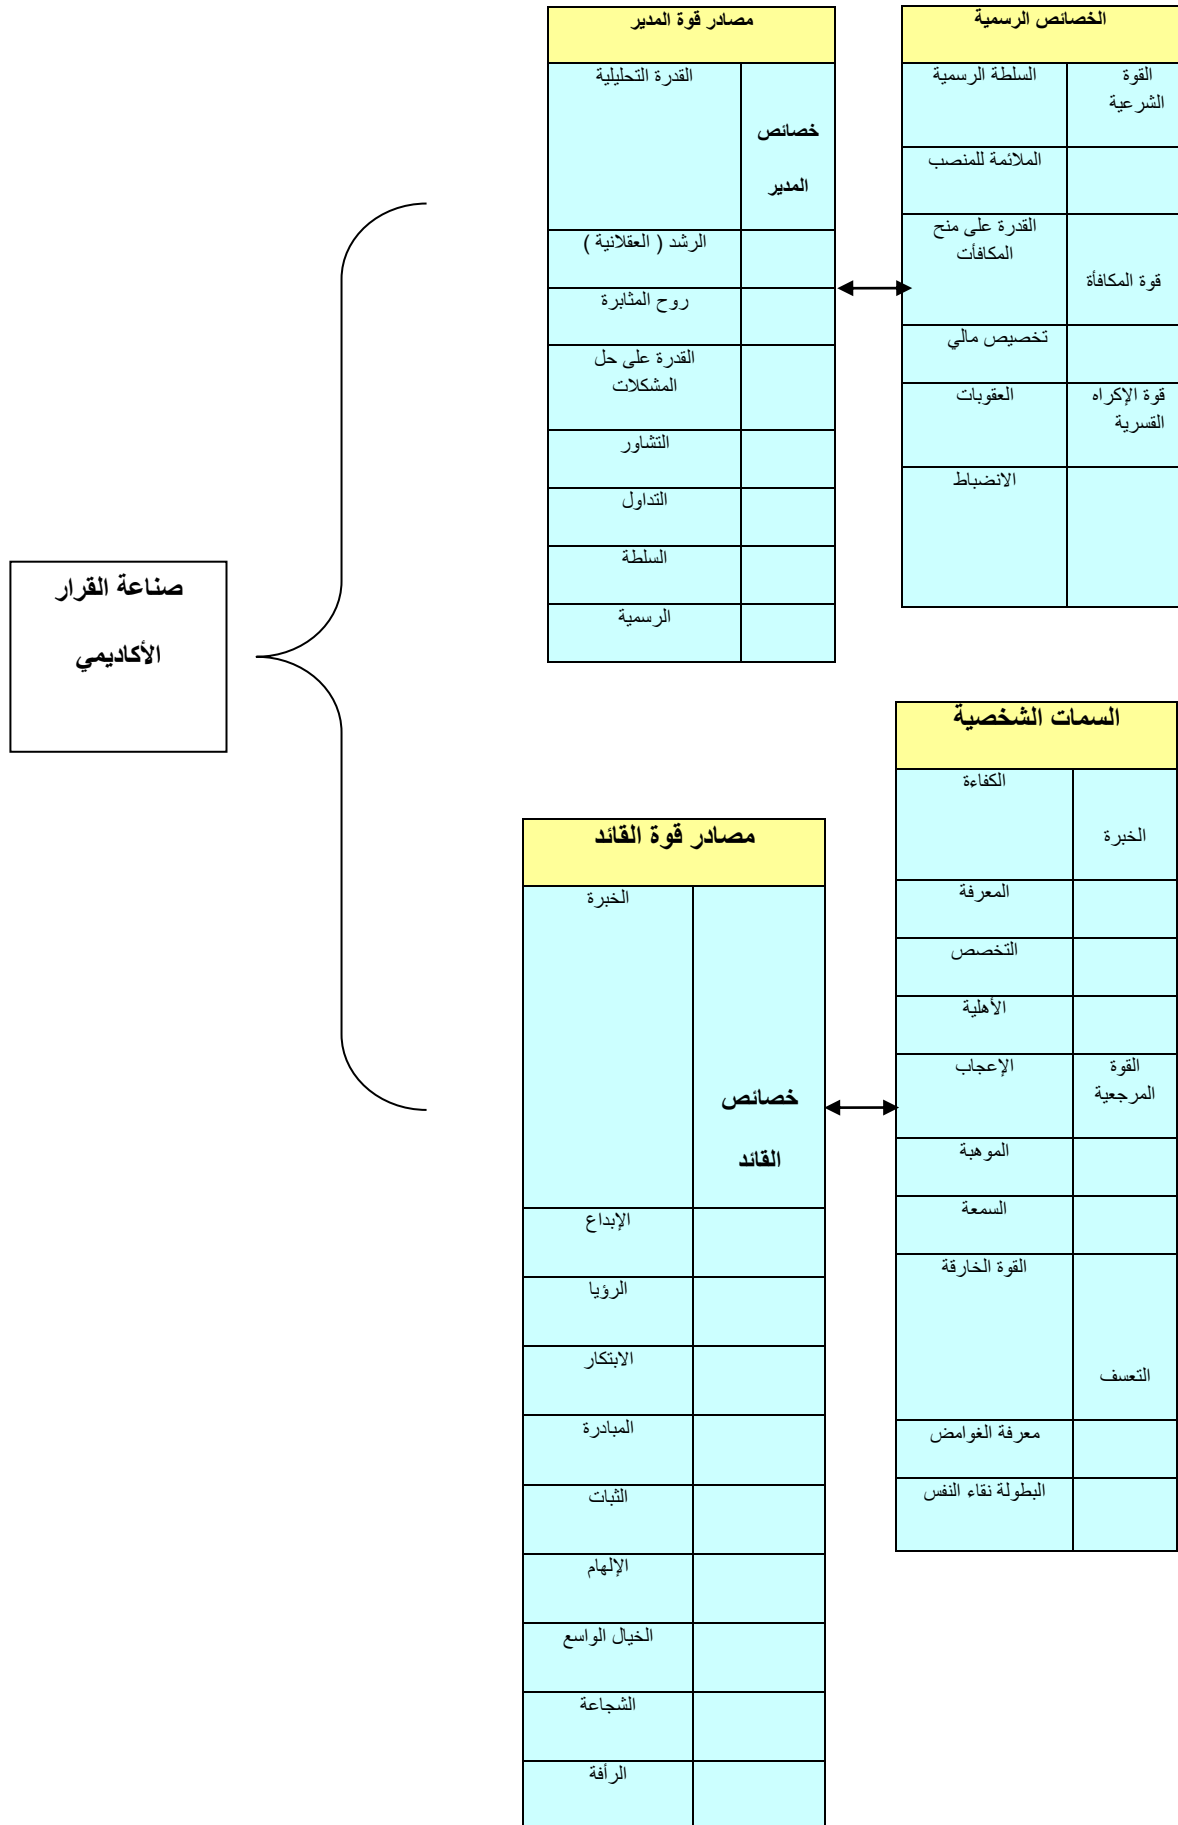 الخصائص الرسمية
القوة
الشرعية
السلطة الرسمية
الملائمة للمنصب
قوة المكافأة
القدرة على منح
المكافأت
تخصيص مالي
قوة الإكراه
القسرية
العقوبات
الانضباط
مصادر قوة المدير
خصائص
المدير
القدرة التحليلية
الرشد ( العقلانية )
روح المثابرة
القدرة على حل
المشكلات
التشاور
التداول
السلطة
الرسمية
صناعة القرار
الأكاديمي
السمات الشخصية
الخبرة
الكفاءة
المعرفة
التخصص
الأهلية
القوة
المرجعية
الإعجاب
الموهبة
السمعة
التعسف
القوة الخارقة
معرفة الغوامض
البطولة نقاء النفس
مصادر قوة القائد
خصائص
القائد
الخبرة
الإبداع
الرؤيا
الابتكار
المبادرة
الثبات
الإلهام
الخيال الواسع
الشجاعة
الرأفة